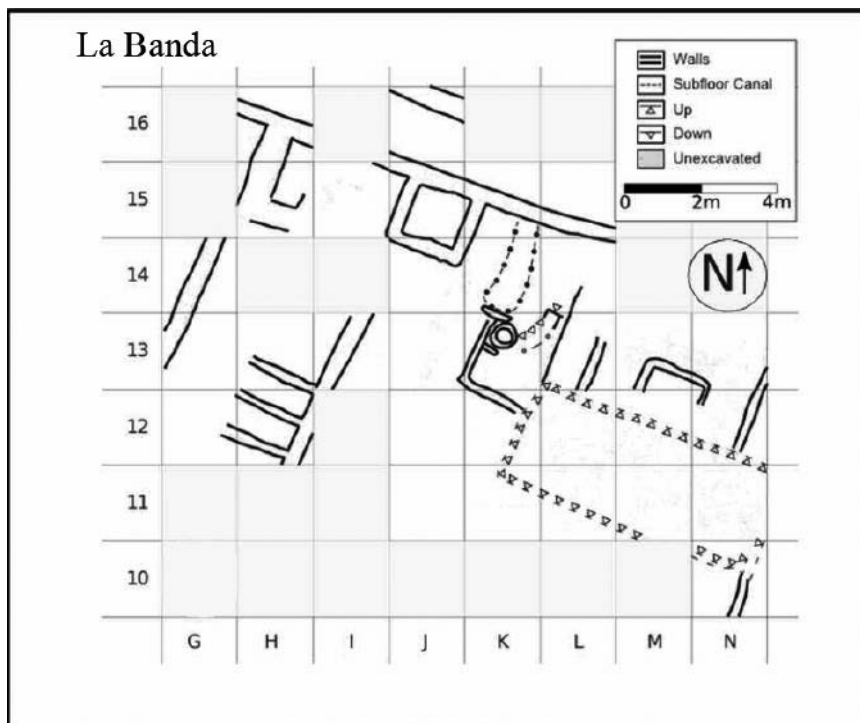 La Banda
Walls
Subfloor Canal
Up
Down
Unexcavated
0 2m 4m
16
15
14
N
13
12
11
10
G H I J K L M N